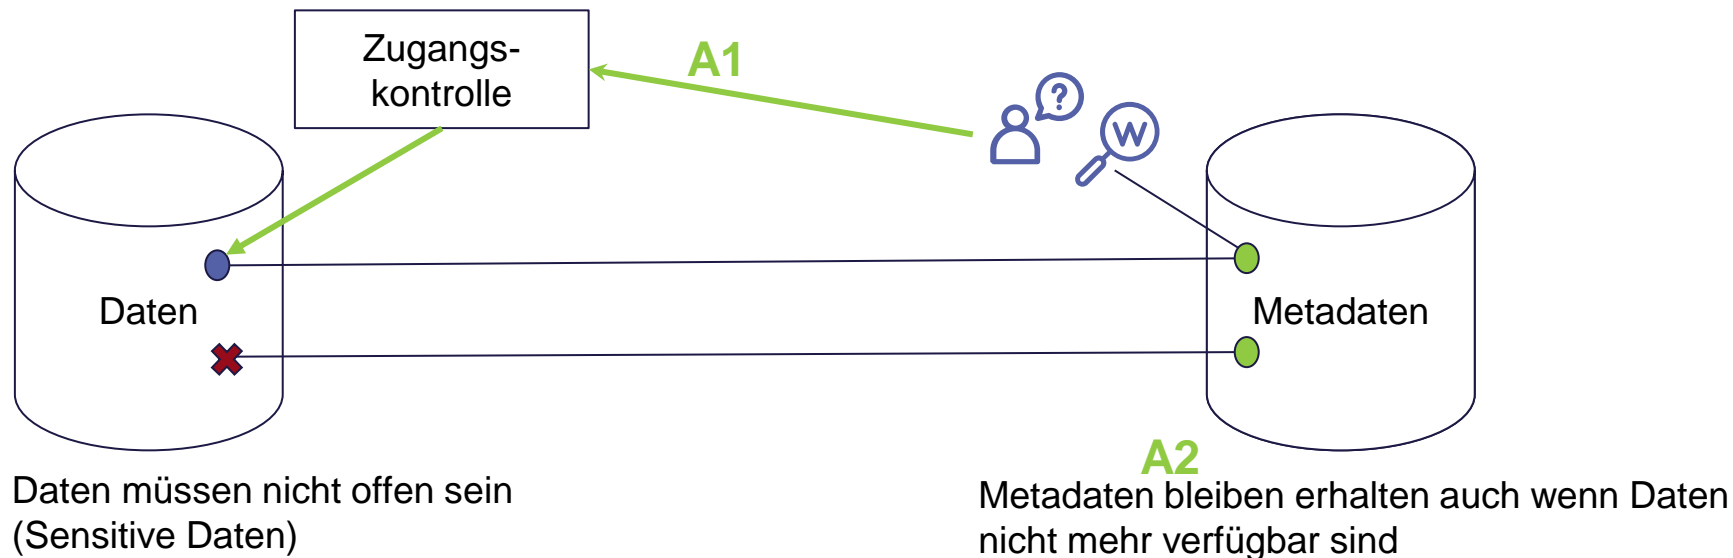 Zugangs-
kontrolle
A1
?
W
Daten
Metadaten
A2
Daten müssen nicht offen sein
(Sensitive Daten)
Metadaten bleiben erhalten auch wenn Daten
nicht mehr verfügbar sind